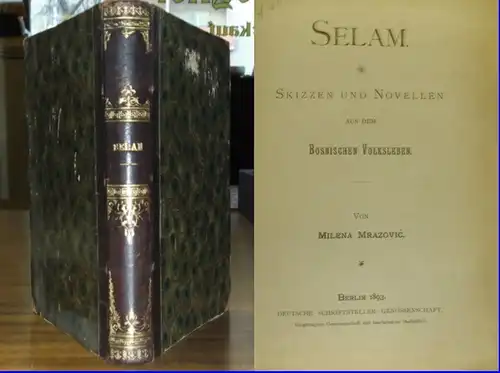 SELAM
SELAM.
SKIZZEN UND NOVELLEN
AUS DEM
BOSNISCHEN VOLKSLEBEN.
VON
MILENA MRAZOVIĆ.
BERLIN 1893.
DEUTSCHE SCHRIFTSTELLER-GENOSSENSCHAFT